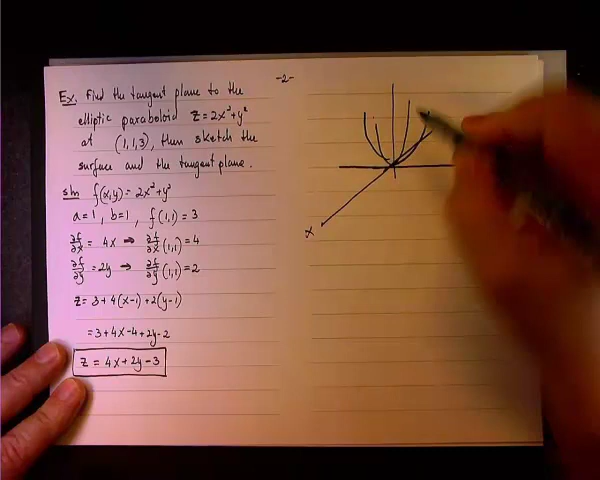 -2-
Ex. Find the tangent plane to the
elliptic paraboloid z = 2x²+y²
at (1,1,3), then sketch the
surface and the tangent plane.
sln f(x,y) = 2x²+y²
a=1, b=1, f(1,1)=3
∂f/∂x = 4x → ∂f/∂x (1,1) = 4
∂f/∂y = 2y → ∂f/∂y (1,1) = 2
z = 3+4(x-1)+2(y-1)
= 3+4x-4+2y-2
z = 4x+2y-3
x